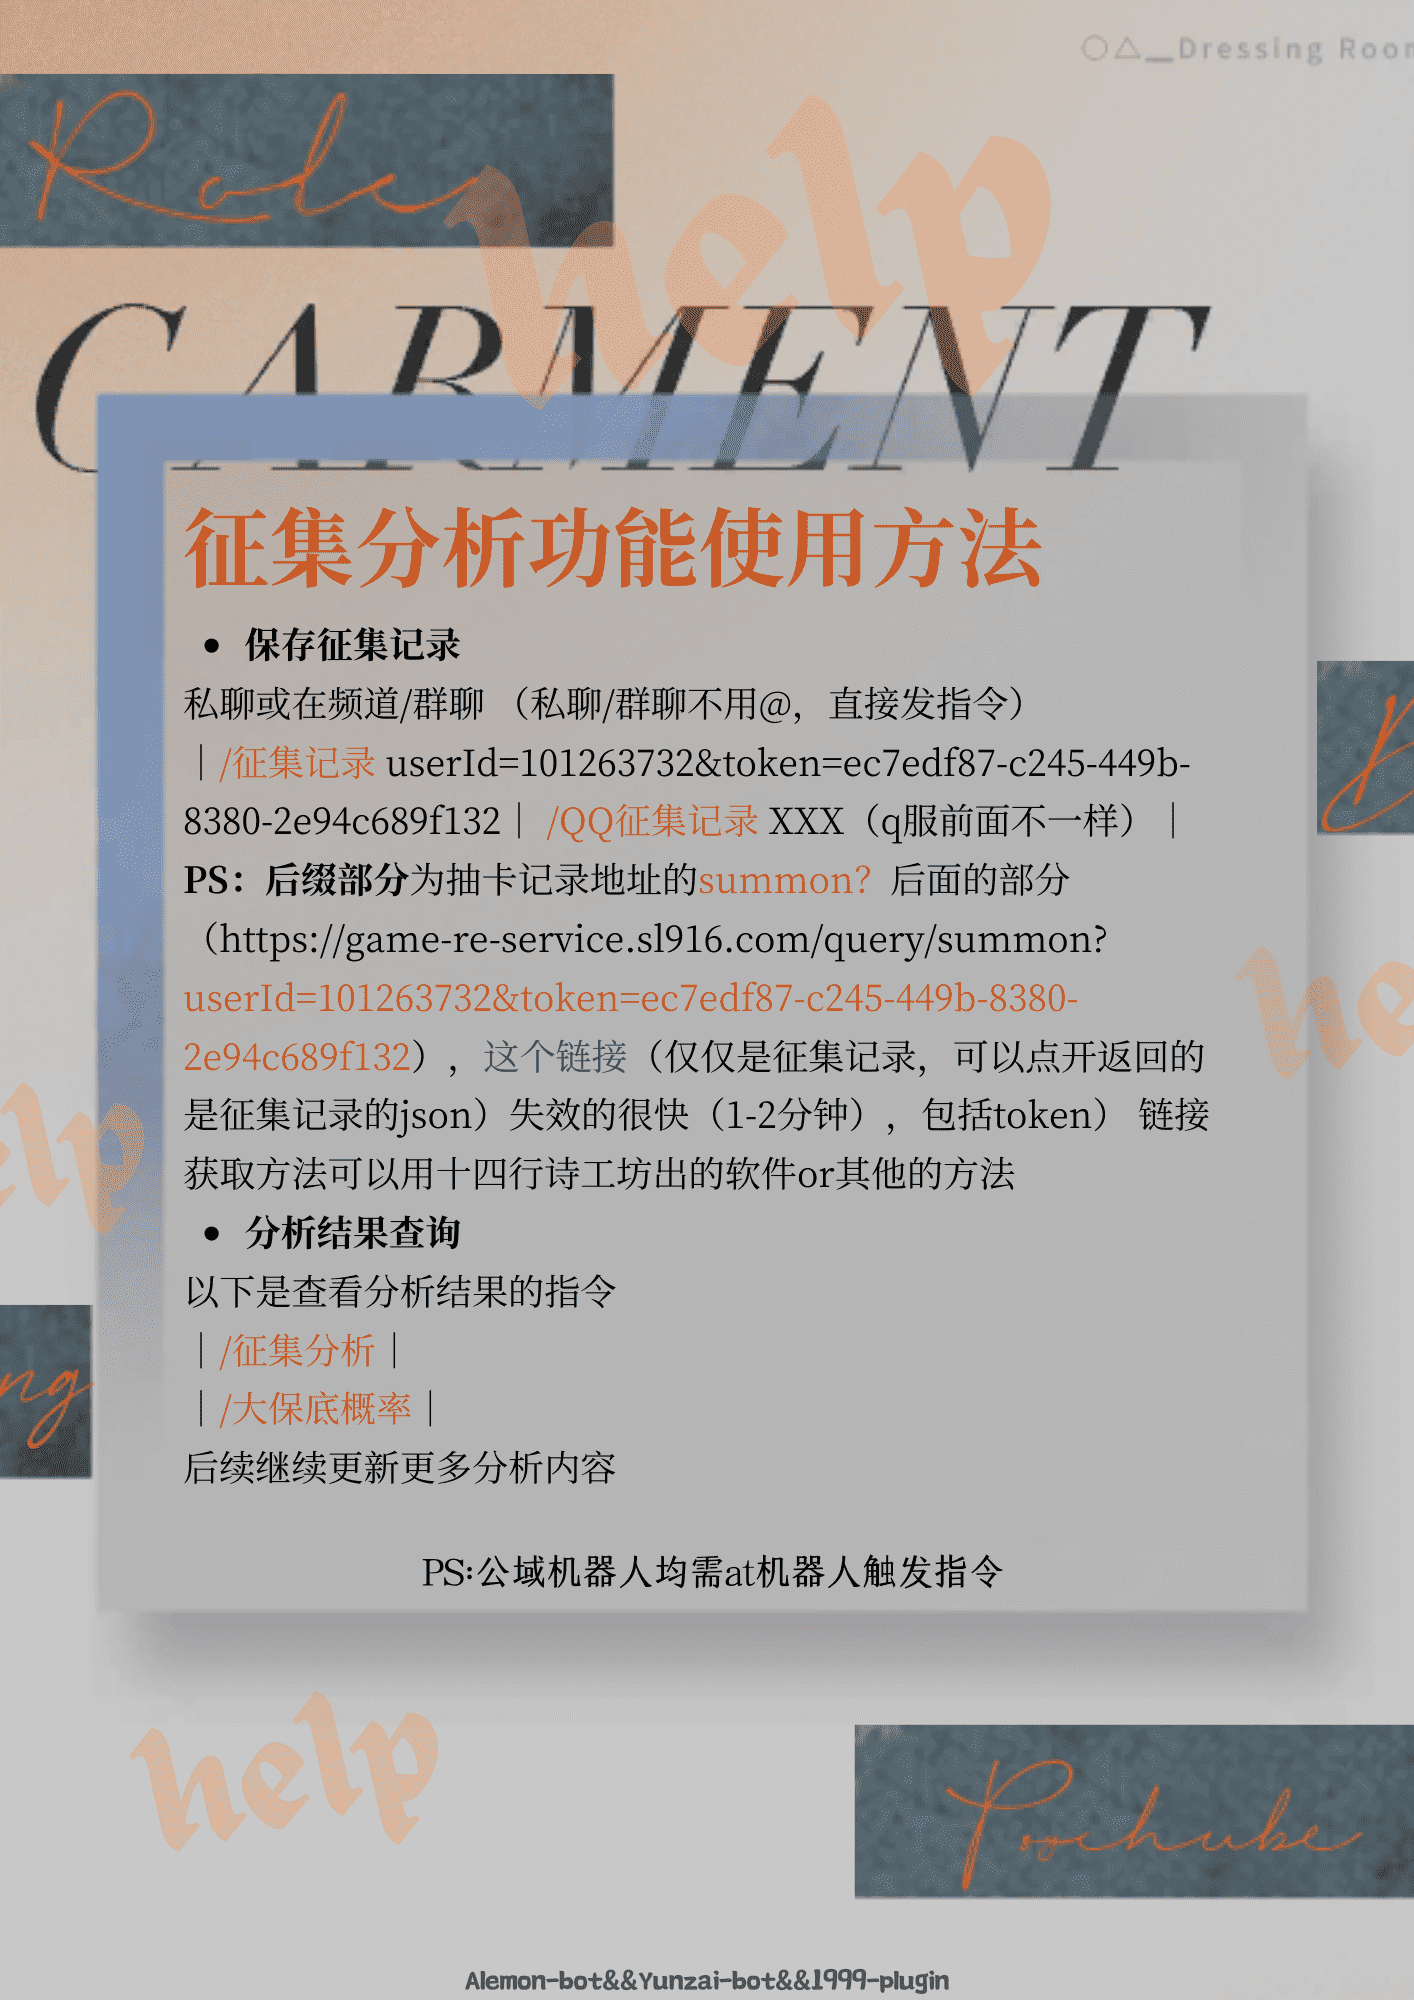 ○△__Dressing Roor
Role
help
GARMENT
征集分析功能使用方法
• 保存征集记录
私聊或在频道/群聊 （私聊/群聊不用@，直接发指令）
｜/征集记录 userId=101263732&token=ec7edf87-c245-449b-
8380-2e94c689f132｜ /QQ征集记录 XXX（q服前面不一样）｜
PS：后缀部分为抽卡记录地址的summon？后面的部分
（https://game-re-service.sl916.com/query/summon?
userId=101263732&token=ec7edf87-c245-449b-8380-
2e94c689f132），这个链接（仅仅是征集记录，可以点开返回的
是征集记录的json）失效的很快（1-2分钟），包括token） 链接
获取方法可以用十四行诗工坊出的软件or其他的方法
• 分析结果查询
以下是查看分析结果的指令
｜/征集分析｜
｜/大保底概率｜
后续继续更新更多分析内容
PS:公域机器人均需at机器人触发指令
he
elp
ng
help
Alemon-bot&&Yunzai-bot&&1999-plugin